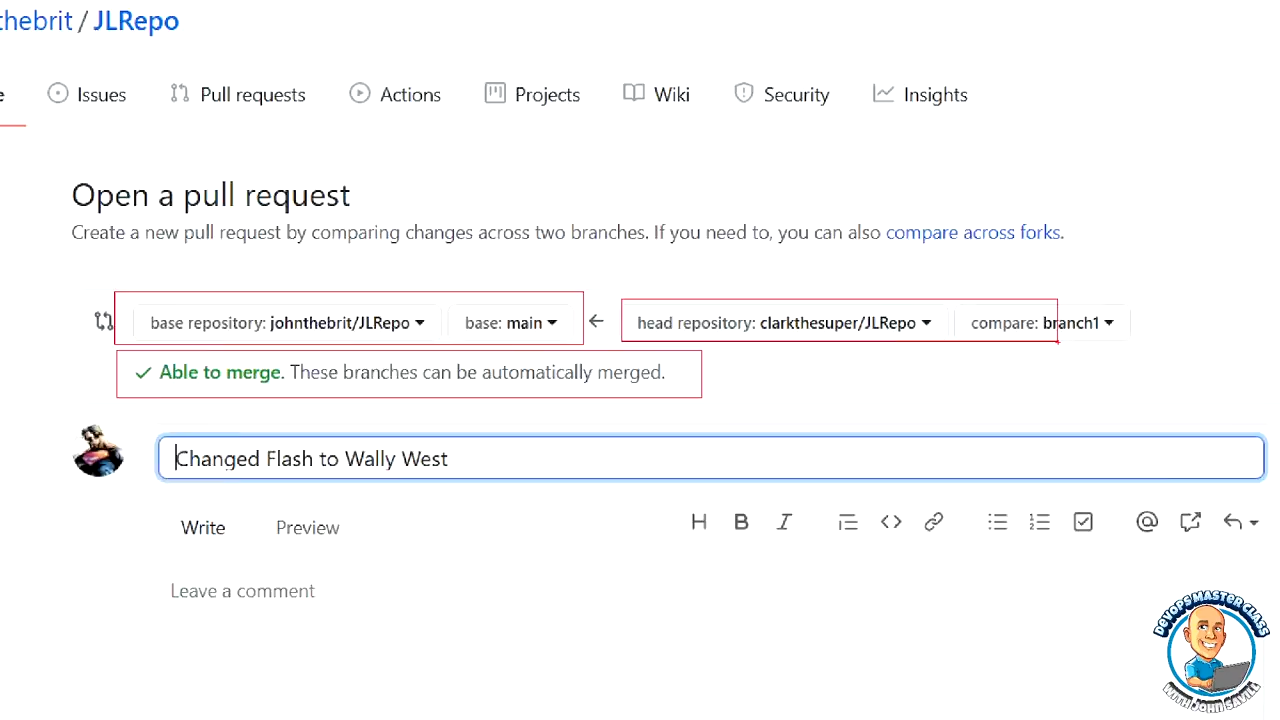 thebrit / JLRepo
e Issues Pull requests Actions Projects Wiki Security Insights
Open a pull request
Create a new pull request by comparing changes across two branches. If you need to, you can also compare across forks.
base repository: johnthebrit/JLRepo base: main head repository: clarkthesuper/JLRepo compare: branch1
Able to merge. These branches can be automatically merged.
Changed Flash to Wally West
Write Preview H B I @
Leave a comment
DEVOPS MASTER CLASS
WITH JOHN SAVILL